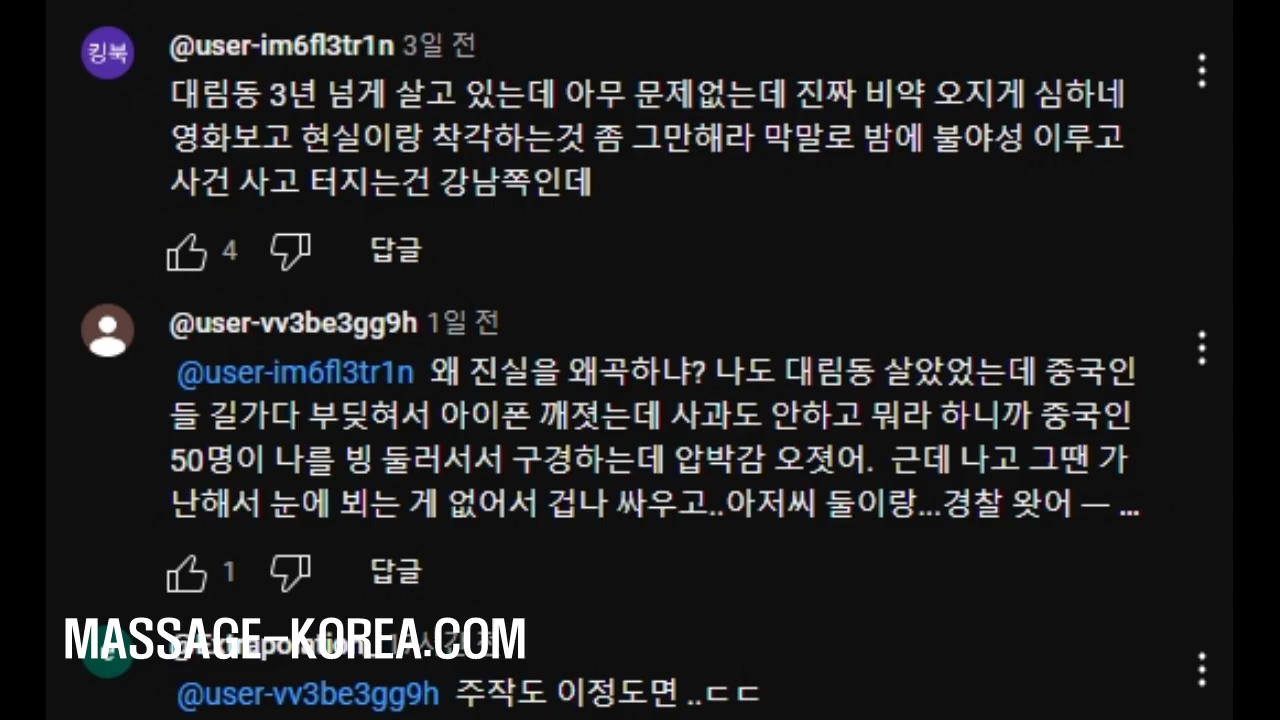 킹북
@user-im6fl3tr1n 3일 전
대림동 3년 넘게 살고 있는데 아무 문제없는데 진짜 비약 오지게 심하네
영화보고 현실이랑 착각하는것 좀 그만해라 막말로 밤에 불야성 이루고
사건 사고 터지는건 강남쪽인데
4 답글
@user-vv3be3gg9h 1일 전
@user-im6fl3tr1n 왜 진실을 왜곡하냐? 나도 대림동 살았었는데 중국인
들 길가다 부딪혀서 아이폰 깨졋는데 사과도 안하고 뭐라 하니까 중국인
50명이 나를 빙 둘러서서 구경하는데 압박감 오졋어. 근데 나고 그땐 가
난해서 눈에 뵈는 게 없어서 겁나 싸우고..아저씨 둘이랑...경찰 왓어 — ...
1 답글
MASSAGE-KOREA.COM
@user-vv3be3gg9h 주작도 이정도면 ..ㄷㄷ